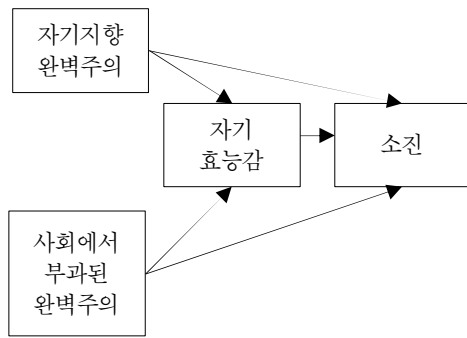 자기지향
완벽주의
자기
효능감
소진
사회에서
부과된
완벽주의